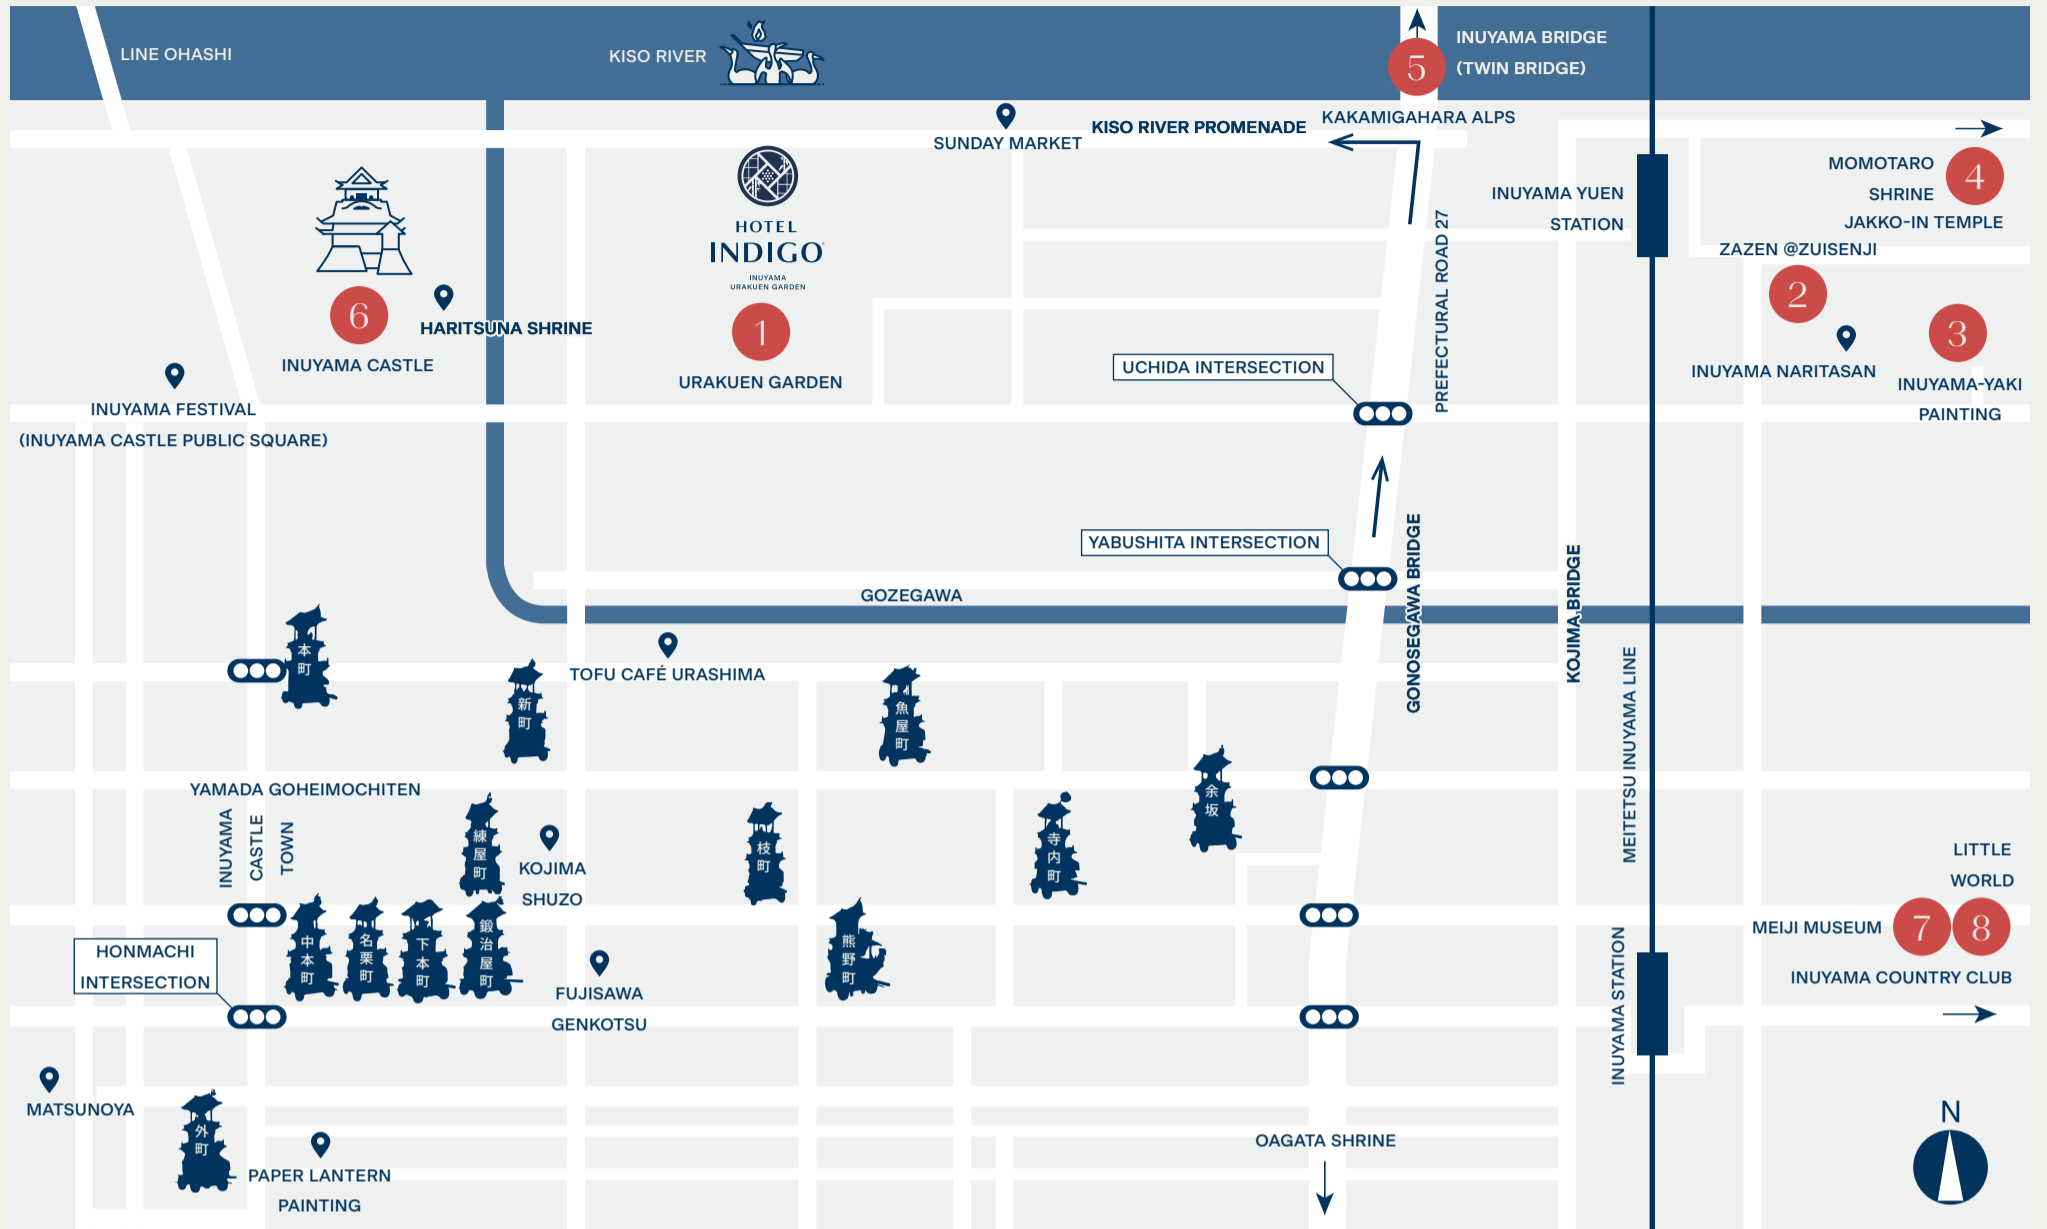 LINE OHASHI
KISO RIVER
5
INUYAMA BRIDGE
(TWIN BRIDGE)
KAKAMIGAHARA ALPS
KISO RIVER PROMENADE
SUNDAY MARKET
HOTEL
INDIGO
INUYAMA
URAKUEN GARDEN
1
URAKUEN GARDEN
6
INUYAMA CASTLE
HARITSUNA SHRINE
INUYAMA FESTIVAL
(INUYAMA CASTLE PUBLIC SQUARE)
INUYAMA YUEN
STATION
PREFECTURAL ROAD 27
MOMOTARO
SHRINE
4
JAKKO-IN TEMPLE
ZAZEN @ZUISENJI
2
INUYAMA NARITASAN
3
INUYAMA-YAKI
PAINTING
UCHIDA INTERSECTION
YABUSHITA INTERSECTION
GOZEGAWA
GONOSEGAWA BRIDGE
KOJIMA BRIDGE
MEITETSU INUYAMA LINE
本町
新町
TOFU CAFÉ URASHIMA
魚屋町
余坂
YAMADA GOHEIMOCHITEN
INUYAMA
CASTLE
TOWN
練屋町
KOJIMA
SHUZO
枝町
寺内町
LITTLE
WORLD
MEIJI MUSEUM
7
8
INUYAMA COUNTRY CLUB
HONMACHI
INTERSECTION
中本町
名栗町
下本町
鍛治屋町
FUJISAWA
GENKOTSU
熊野町
INUYAMA STATION
MATSUNOYA
外町
PAPER LANTERN
PAINTING
OAGATA SHRINE
N